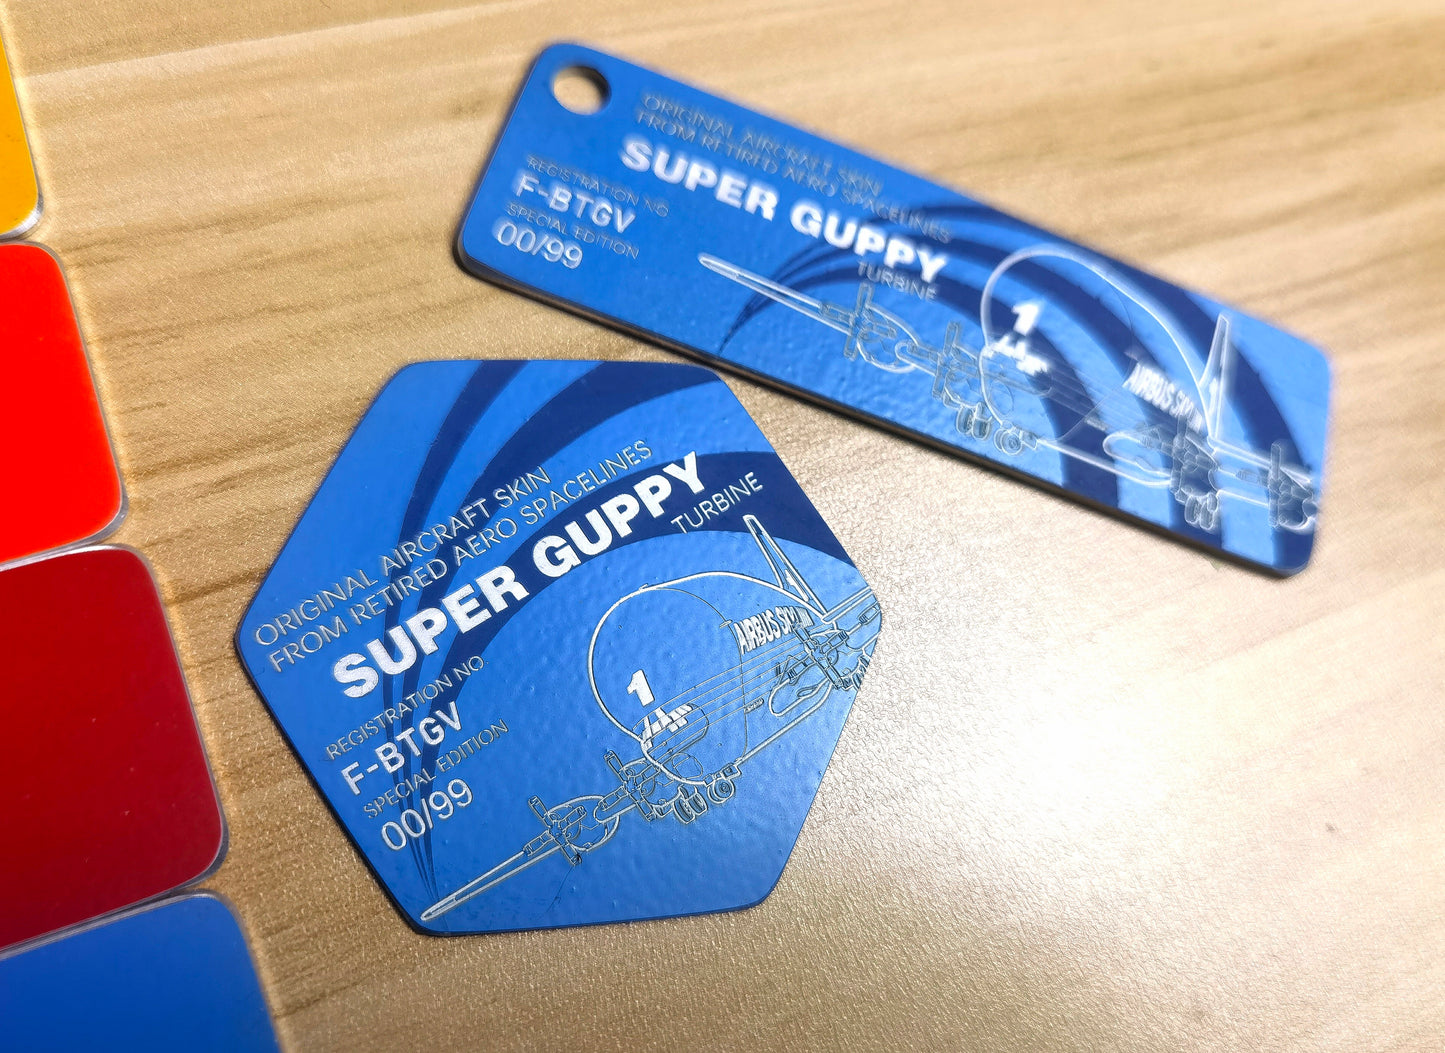 ORIGINAL AIRCRAFT SKIN
FROM RETIRED AERO SPACELINES
SUPER GUPPY
TURBINE
REGISTRATION NO
F-BTGV
SPECIAL EDITION
00/99
1
AIRBUS SKY
ORIGINAL AIRCRAFT SKIN
FROM RETIRED AERO SPACELINES
SUPER GUPPY
TURBINE
REGISTRATION NO.
F-BTGV
SPECIAL EDITION
00/99
1
AIRBUS SKY